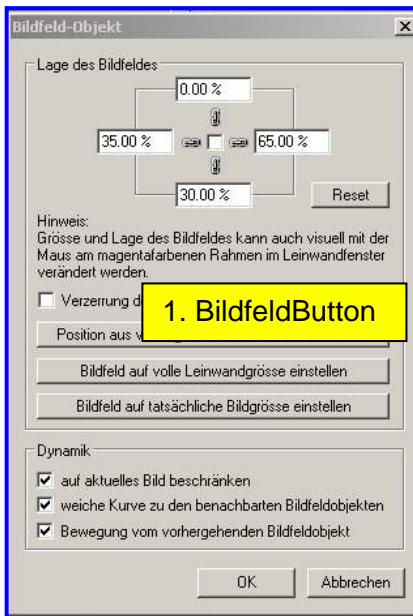 Bildfeld-Objekt
Lage des Bildfeldes
0.00 %
35.00 %
65.00 %
30.00 %
Reset
Hinweis:
Grösse und Lage des Bildfeldes kann auch visuell mit der
Maus am magentafarbenen Rahmen im Leinwandfenster
verändert werden.
Verzerrung
1. BildfeldButton
Position aus
Bildfeld auf volle Leinwandgrösse einstellen
Bildfeld auf tatsächliche Bildgrösse einstellen
Dynamik
auf aktuelles Bild beschränken
weiche Kurve zu den benachbarten Bildfeldobjekten
Bewegung vom vorhergehenden Bildfeldobjekt
OK
Abbrechen